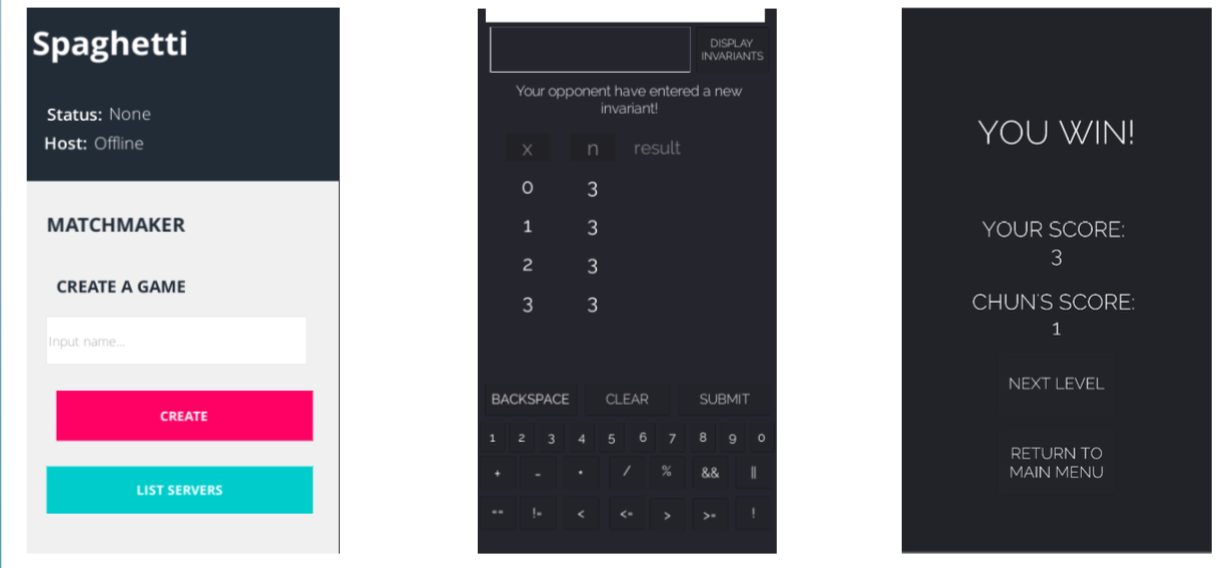 Spaghetti
Status: None
Host: Offline
MATCHMAKER
CREATE A GAME
Input name...
CREATE
LIST SERVERS
DISPLAY
INVARIANTS
Your opponent have entered a new
invariant!
x n result
0 3
1 3
2 3
3 3
BACKSPACE CLEAR SUBMIT
1 2 3 4 5 6 7 8 9 0
+ - * / % && ||
== != < <= > >= !
YOU WIN!
YOUR SCORE:
3
CHUN'S SCORE:
1
NEXT LEVEL
RETURN TO
MAIN MENU